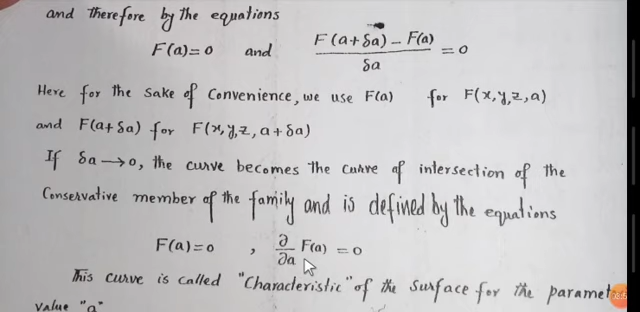 and therefore by the equations
F(a)=0 and F(a+δa) – F(a) / δa = 0
Here for the sake of Convenience, we use F(a) for F(x,y,z,a)
and F(a+δa) for F(x,y,z, a+δa)
If δa→0, the curve becomes the curve of intersection of the
Conservative member of the family and is defined by the equations
F(a)=0 , ∂/∂a F(a) = 0
This curve is called "Characteristic" of the surface for the paramet
value "a"